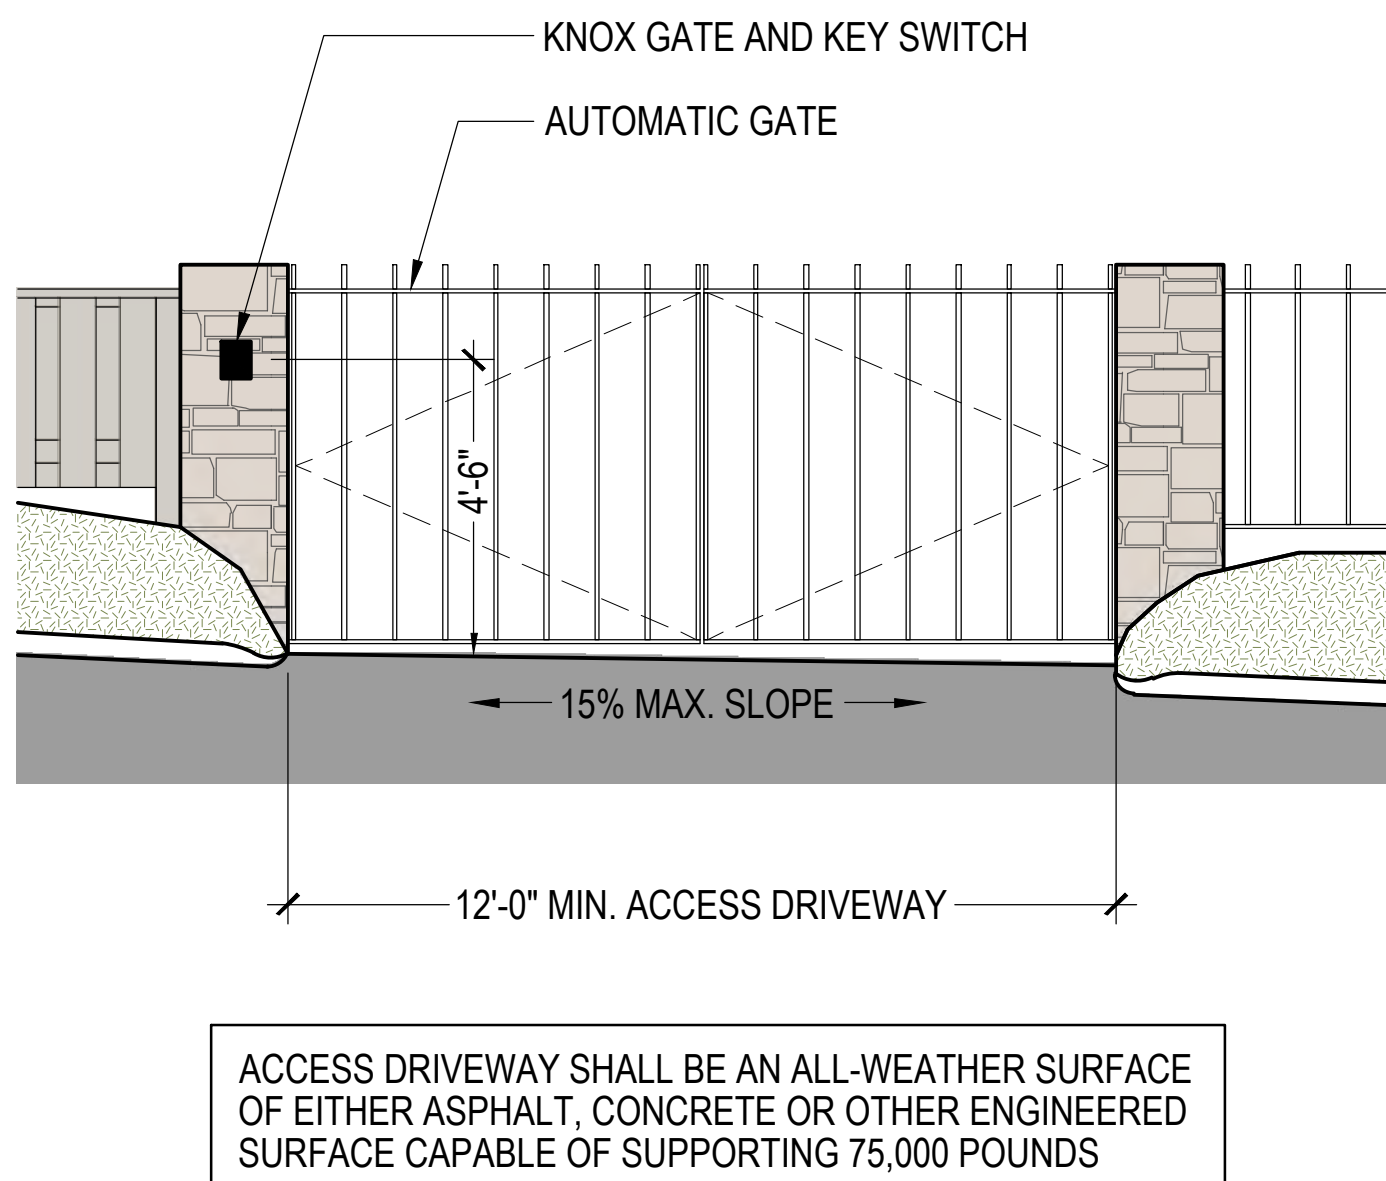 KNOX GATE AND KEY SWITCH
AUTOMATIC GATE
4'-6"
15% MAX. SLOPE
12'-0" MIN. ACCESS DRIVEWAY
ACCESS DRIVEWAY SHALL BE AN ALL-WEATHER SURFACE
OF EITHER ASPHALT, CONCRETE OR OTHER ENGINEERED
SURFACE CAPABLE OF SUPPORTING 75,000 POUNDS